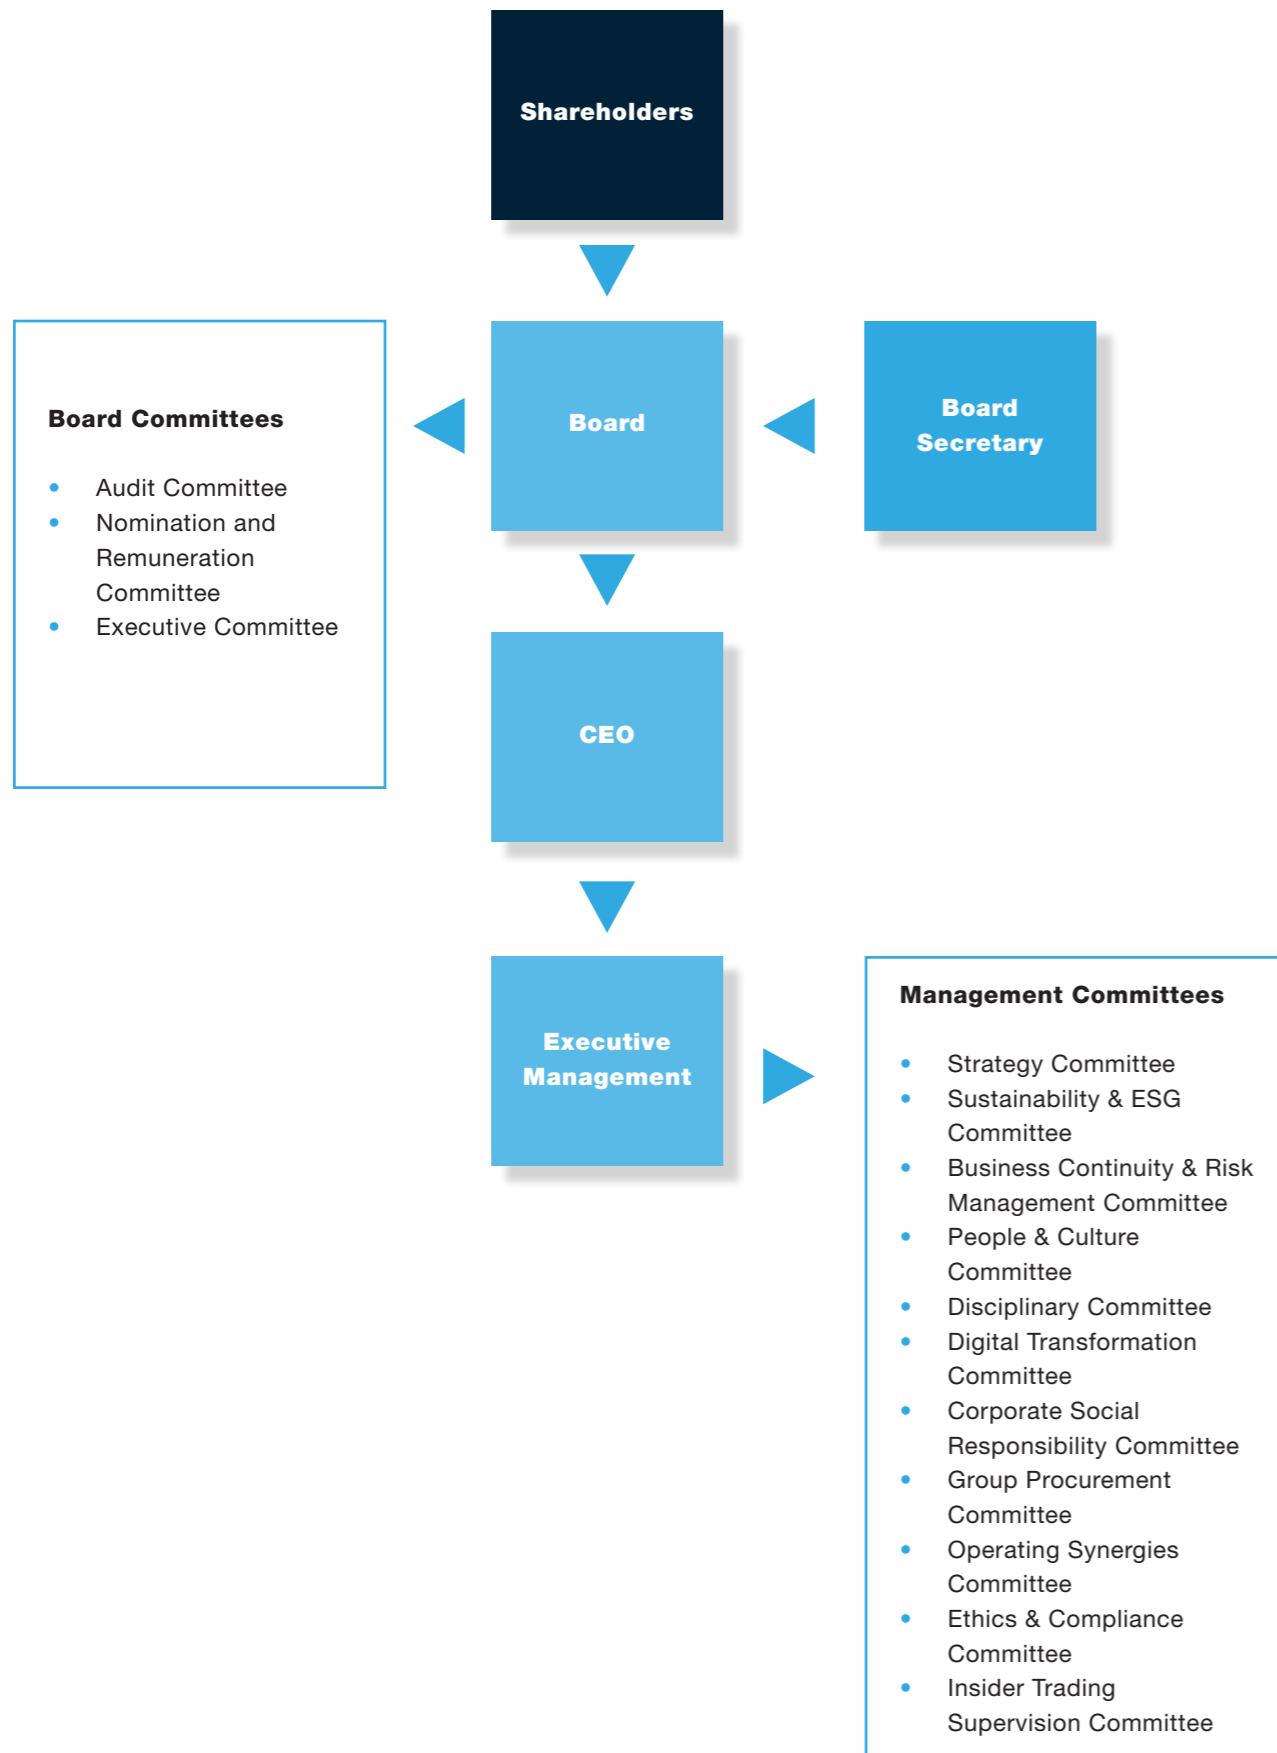 Shareholders
Board Committees
• Audit Committee
• Nomination and
Remuneration
Committee
• Executive Committee
Board
Board
Secretary
CEO
Executive
Management
Management Committees
• Strategy Committee
• Sustainability & ESG
Committee
• Business Continuity & Risk
Management Committee
• People & Culture
Committee
• Disciplinary Committee
• Digital Transformation
Committee
• Corporate Social
Responsibility Committee
• Group Procurement
Committee
• Operating Synergies
Committee
• Ethics & Compliance
Committee
• Insider Trading
Supervision Committee